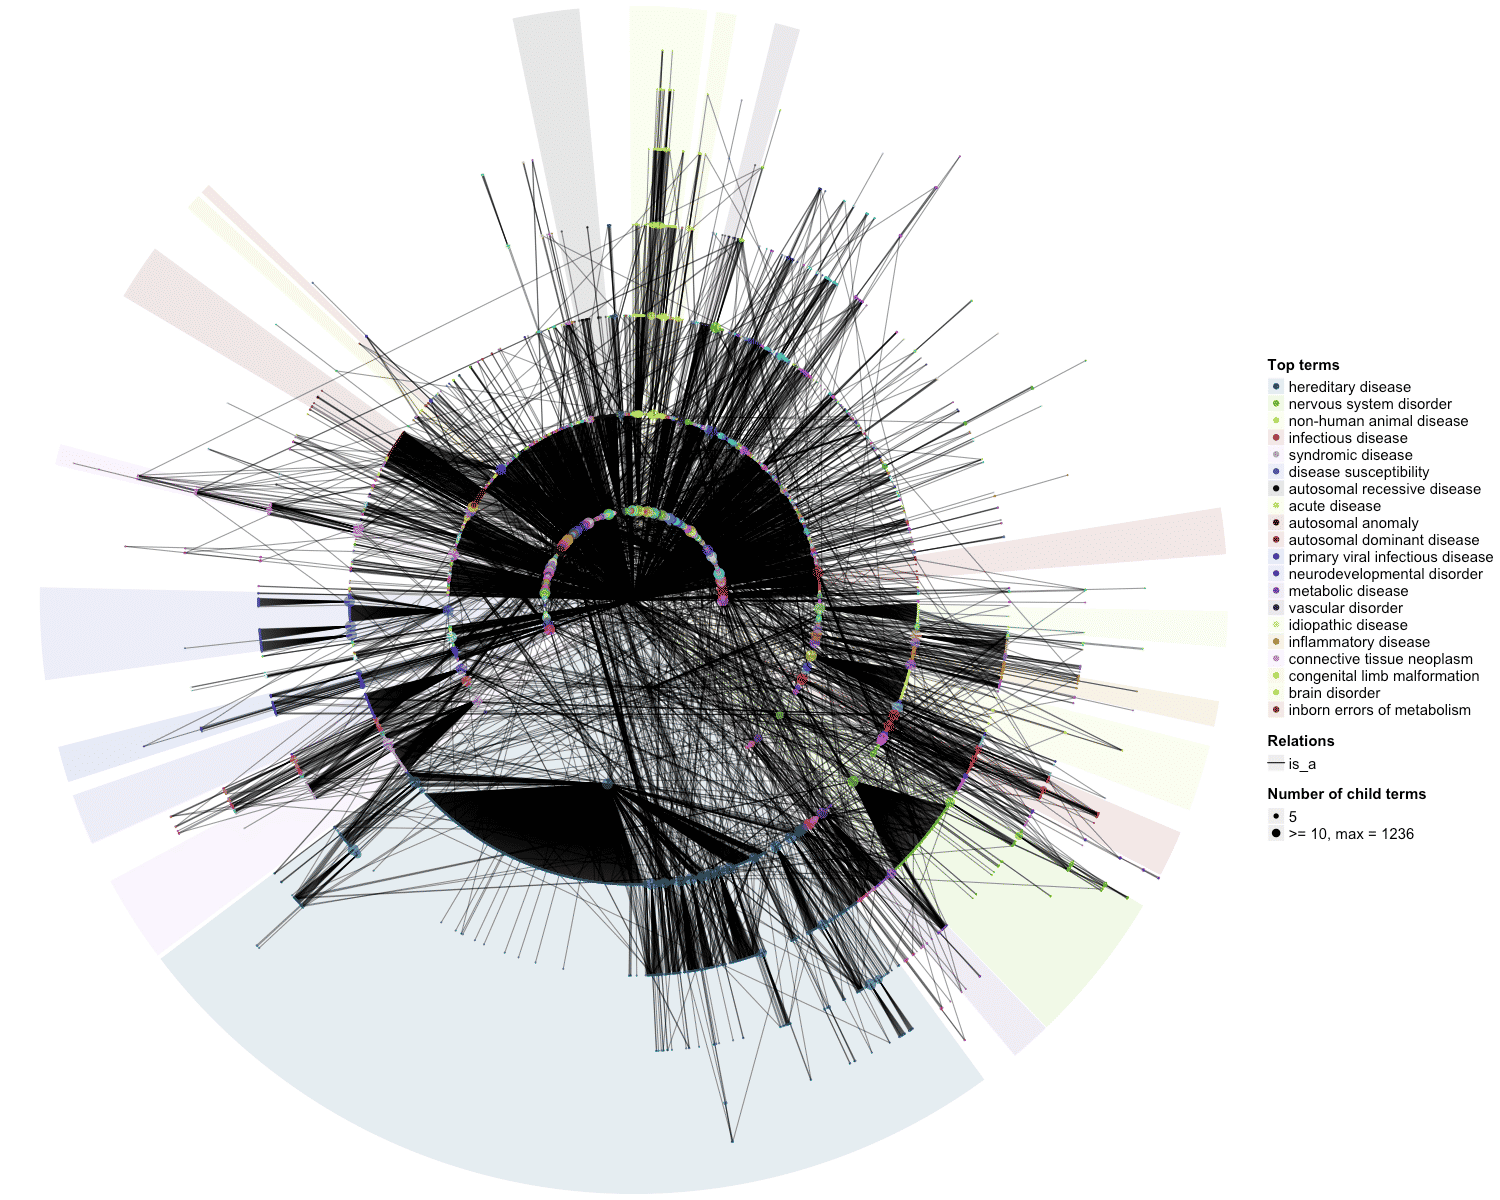 Top terms
hereditary disease
nervous system disorder
non-human animal disease
infectious disease
syndromic disease
disease susceptibility
autosomal recessive disease
acute disease
autosomal anomaly
autosomal dominant disease
primary viral infectious disease
neurodevelopmental disorder
metabolic disease
vascular disorder
idiopathic disease
inflammatory disease
connective tissue neoplasm
congenital limb malformation
brain disorder
inborn errors of metabolism
Relations
is_a
Number of child terms
5
>= 10, max = 1236